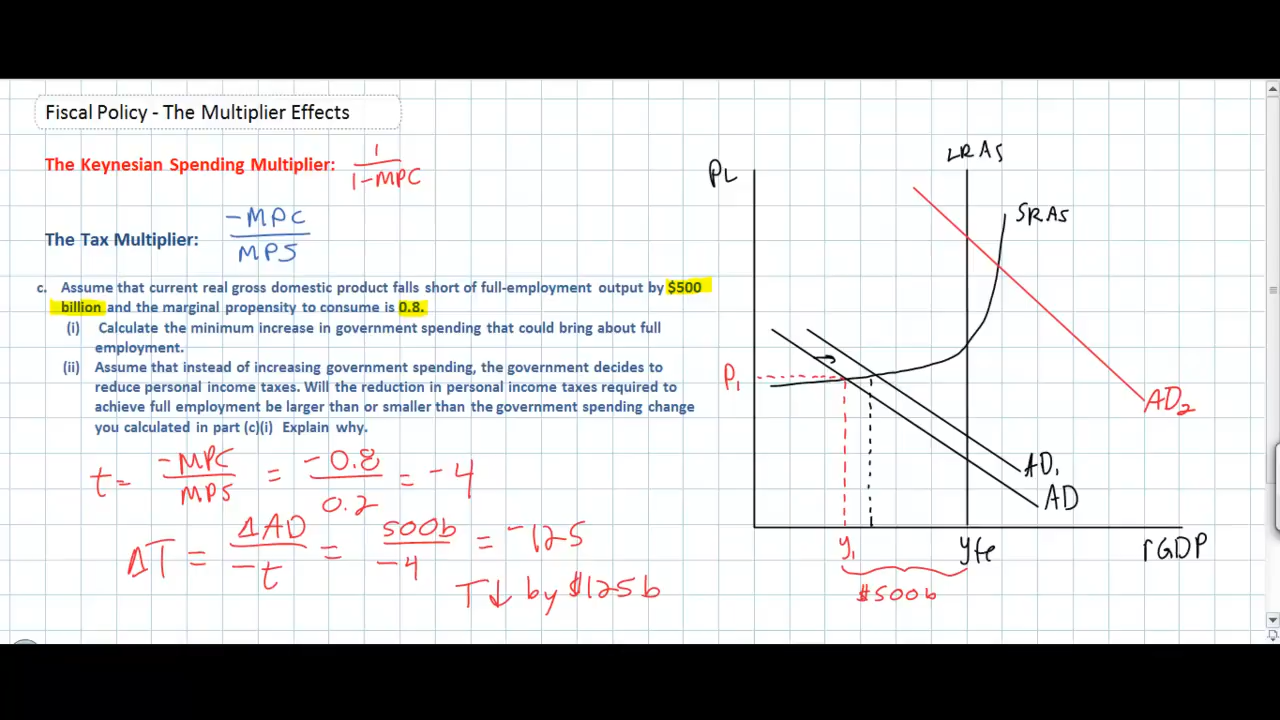 Fiscal Policy - The Multiplier Effects
The Keynesian Spending Multiplier: 1
1-MPC
The Tax Multiplier: -MPC
MPS
c. Assume that current real gross domestic product falls short of full-employment output by $500
billion and the marginal propensity to consume is 0.8.
(i) Calculate the minimum increase in government spending that could bring about full
employment.
(ii) Assume that instead of increasing government spending, the government decides to
reduce personal income taxes. Will the reduction in personal income taxes required to
achieve full employment be larger than or smaller than the government spending change
you calculated in part (c)(i) Explain why.
t= -MPC = -0.8 = -4
MPS 0.2
ΔT = ΔAD = 500b = -125
-t -4
T↓ by $125b
PL
LRAS
SRAS
P1
AD2
AD1
AD
Y1 Yfe rGDP
$500b